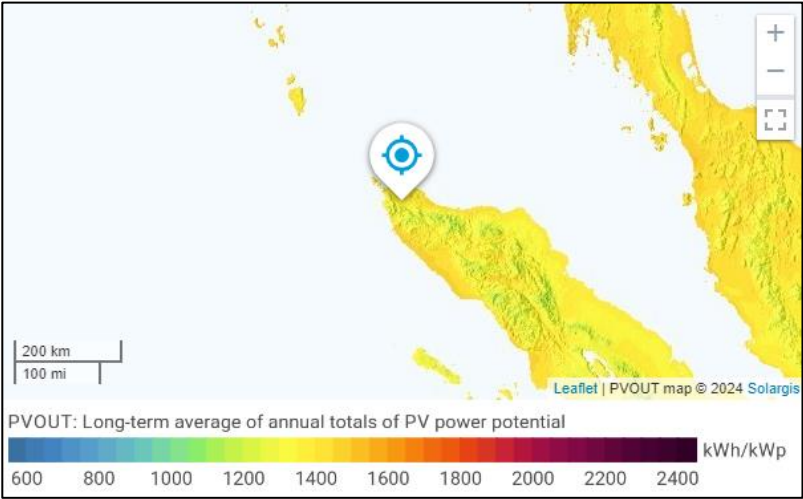 +
−
200 km
100 mi
Leaflet | PVOUT map © 2024 Solargis
PVOUT: Long-term average of annual totals of PV power potential
kWh/kWp
600 800 1000 1200 1400 1600 1800 2000 2200 2400